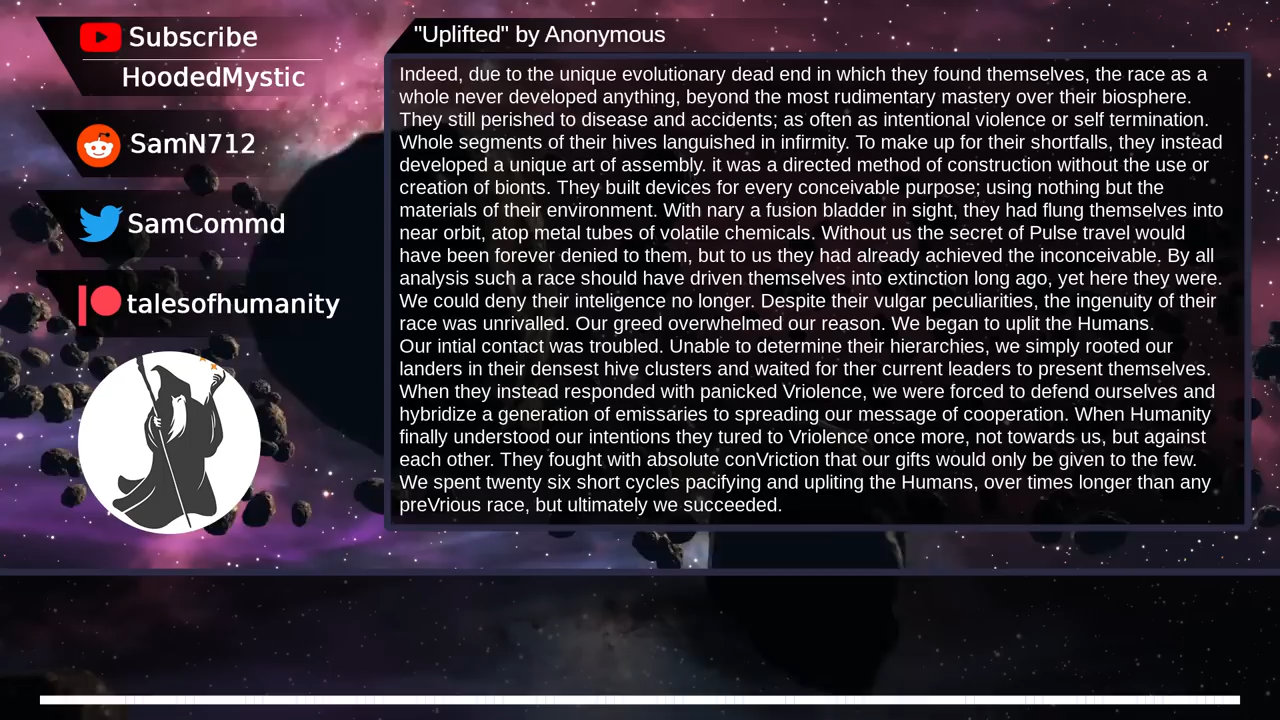 Subscribe
HoodedMystic
SamN712
SamCommd
talesofhumanity
"Uplifted" by Anonymous
Indeed, due to the unique evolutionary dead end in which they found themselves, the race as a
whole never developed anything, beyond the most rudimentary mastery over their biosphere.
They still perished to disease and accidents; as often as intentional violence or self termination.
Whole segments of their hives languished in infirmity. To make up for their shortfalls, they instead
developed a unique art of assembly. it was a directed method of construction without the use or
creation of bionts. They built devices for every conceivable purpose; using nothing but the
materials of their environment. With nary a fusion bladder in sight, they had flung themselves into
near orbit, atop metal tubes of volatile chemicals. Without us the secret of Pulse travel would
have been forever denied to them, but to us they had already achieved the inconceivable. By all
analysis such a race should have driven themselves into extinction long ago, yet here they were.
We could deny their inteligence no longer. Despite their vulgar peculiarities, the ingenuity of their
race was unrivalled. Our greed overwhelmed our reason. We began to uplit the Humans.
Our intial contact was troubled. Unable to determine their hierarchies, we simply rooted our
landers in their densest hive clusters and waited for ther current leaders to present themselves.
When they instead responded with panicked Vriolence, we were forced to defend ourselves and
hybridize a generation of emissaries to spreading our message of cooperation. When Humanity
finally understood our intentions they tured to Vriolence once more, not towards us, but against
each other. They fought with absolute conVriction that our gifts would only be given to the few.
We spent twenty six short cycles pacifying and upliting the Humans, over times longer than any
preVrious race, but ultimately we succeeded.